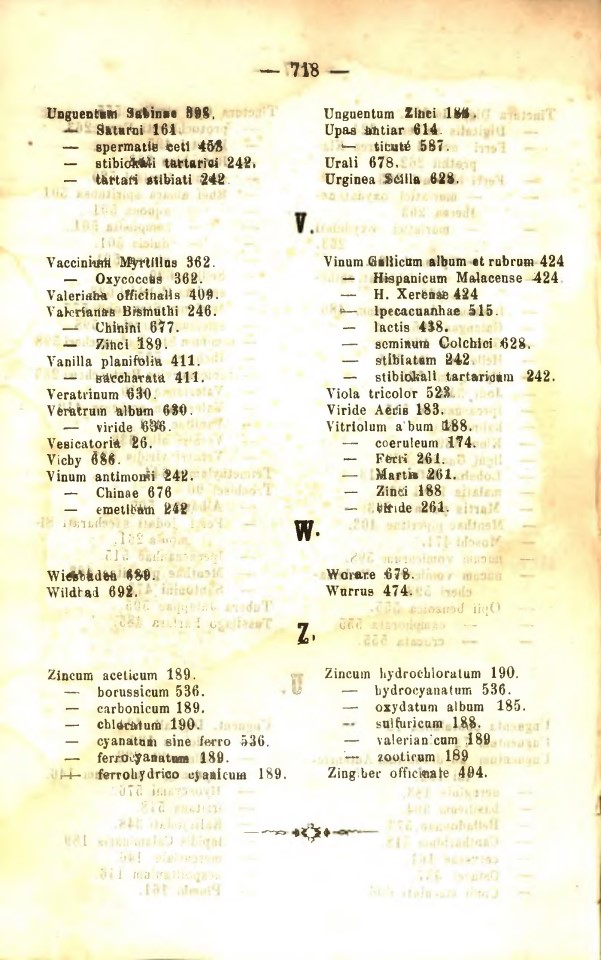 — 718 —
Unguentum Sabinae 398.
— Saturni 161.
— spermatis ceti 453
— stibiokali tartarici 242.
— tartari stibiati 242
Unguentum Zinci 188.
Upas antiar 614.
— ticuté 587.
Urali 678.
Urginea Scilla 628.
V.
Vaccinium Myrtillus 362.
— Oxycoccus 362.
Valeriana officinalis 409.
Valerianas Bismuthi 246.
— Chinini 677.
— Zinci 189.
Vanilla planifolia 411.
— saccharata 411.
Veratrinum 630.
Veratrum album 630.
— viride 636.
Vesicatoria 26.
Vichy 686.
Vinum antimonii 242.
— Chinae 676
— emeticum 242
Vinum Gallicum album et rubrum 424
— Hispanicum Malacense 424
— H. Xerense 424
— Ipecacuanhae 515.
— lactis 438.
— seminum Colchici 628.
— stibiatum 242
— stibiokali tartaricum 242.
Viola tricolor 523
Viride Aeris 183.
Vitriolum album 188.
— coeruleum 174.
— Ferri 261.
— Martis 261.
— Zinci 188
— viride 261.
W.
Wiesbaden 689.
Wildbad 692.
Worare 678.
Wurrus 474.
Z.
Zincum aceticum 189.
— borussicum 536.
— carbonicum 189.
— chloratum 190.
— cyanatum sine ferro 536.
— ferrocyanatum 189.
— ferrohydrico cyanicum 189.
Zincum hydrochloratum 190.
— hydrocyanatum 536.
— oxydatum album 185.
— sulfuricum 188.
— valerianicum 189
— zooticum 189
Zingiber officinale 494.